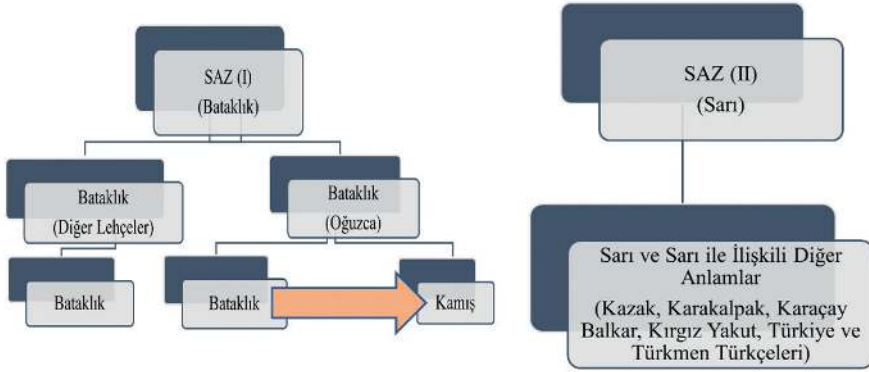 SAZ (I)
(Bataklık)
Bataklık
(Diğer Lehçeler)
Bataklık
(Oğuzca)
Bataklık
Bataklık
Kamış
SAZ (II)
(Sarı)
Sarı ve Sarı ile İlişkili Diğer
Anlamlar
(Kazak, Karakalpak, Karaçay
Balkar, Kırgız Yakut, Türkiye ve
Türkmen Türkçeleri)